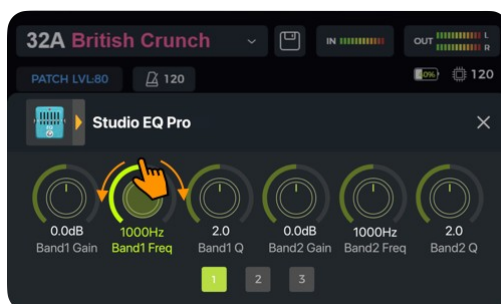 32A British Crunch IN OUT L R
PATCH LVL:80 120 0% 120
Studio EQ Pro
0.0dB 1000Hz 2.0 0.0dB 1000Hz 2.0
Band1 Gain Band1 Freq Band1 Q Band2 Gain Band2 Freq Band2 Q
1 2 3